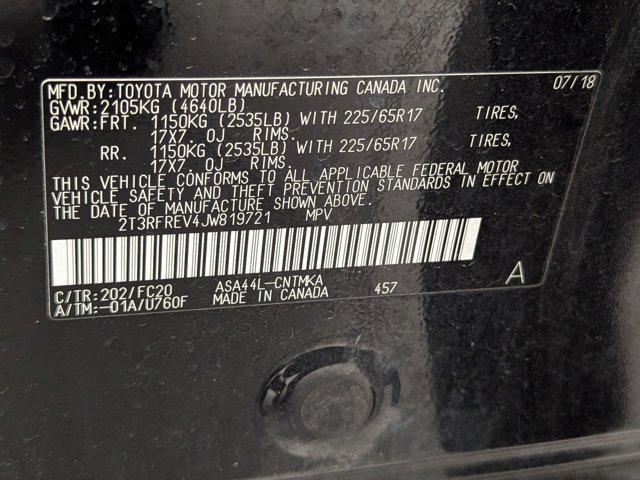 MFD.BY:TOYOTA MOTOR MANUFACTURING CANADA INC. 07/18
GVWR:2105KG (4640LB)
GAWR:FRT. 1150KG (2535LB) WITH 225/65R17 TIRES,
17X7 0J RIMS.
RR. 1150KG (2535LB) WITH 225/65R17 TIRES,
17X7 0J RIMS.
THIS VEHICLE CONFORMS TO ALL APPLICABLE FEDERAL MOTOR
VEHICLE SAFETY AND THEFT PREVENTION STANDARDS IN EFFECT ON
THE DATE OF MANUFACTURE SHOWN ABOVE.
2T3RFREV4JW819721 MPV
C/TR:202/FC20 ASA44L-CNTMKA 457 A
A/TM:-01A/U760F MADE IN CANADA